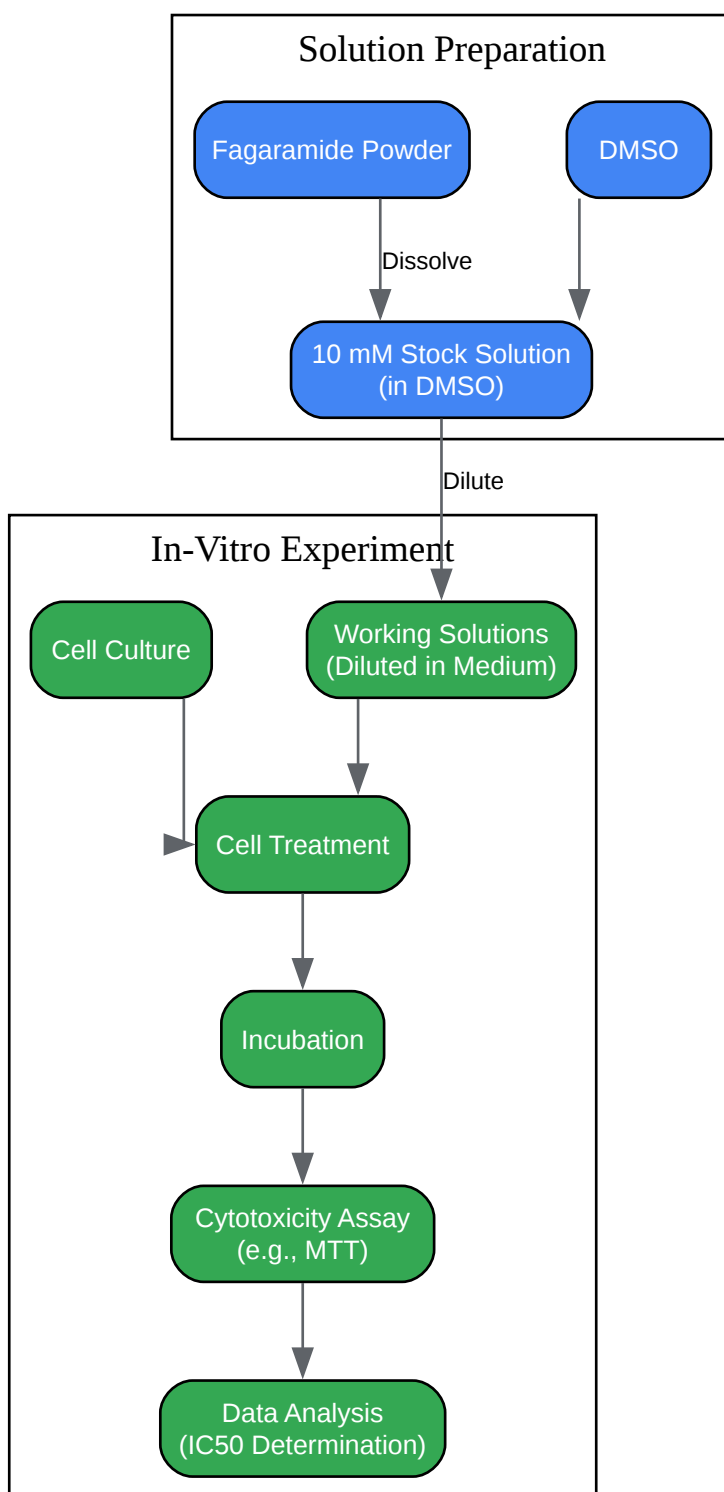 Solution Preparation
Fagaramide Powder
DMSO
Dissolve
10 mM Stock Solution
(in DMSO)
Dilute
In-Vitro Experiment
Cell Culture
Working Solutions
(Diluted in Medium)
Cell Treatment
Incubation
Cytotoxicity Assay
(e.g., MTT)
Data Analysis
(IC50 Determination)